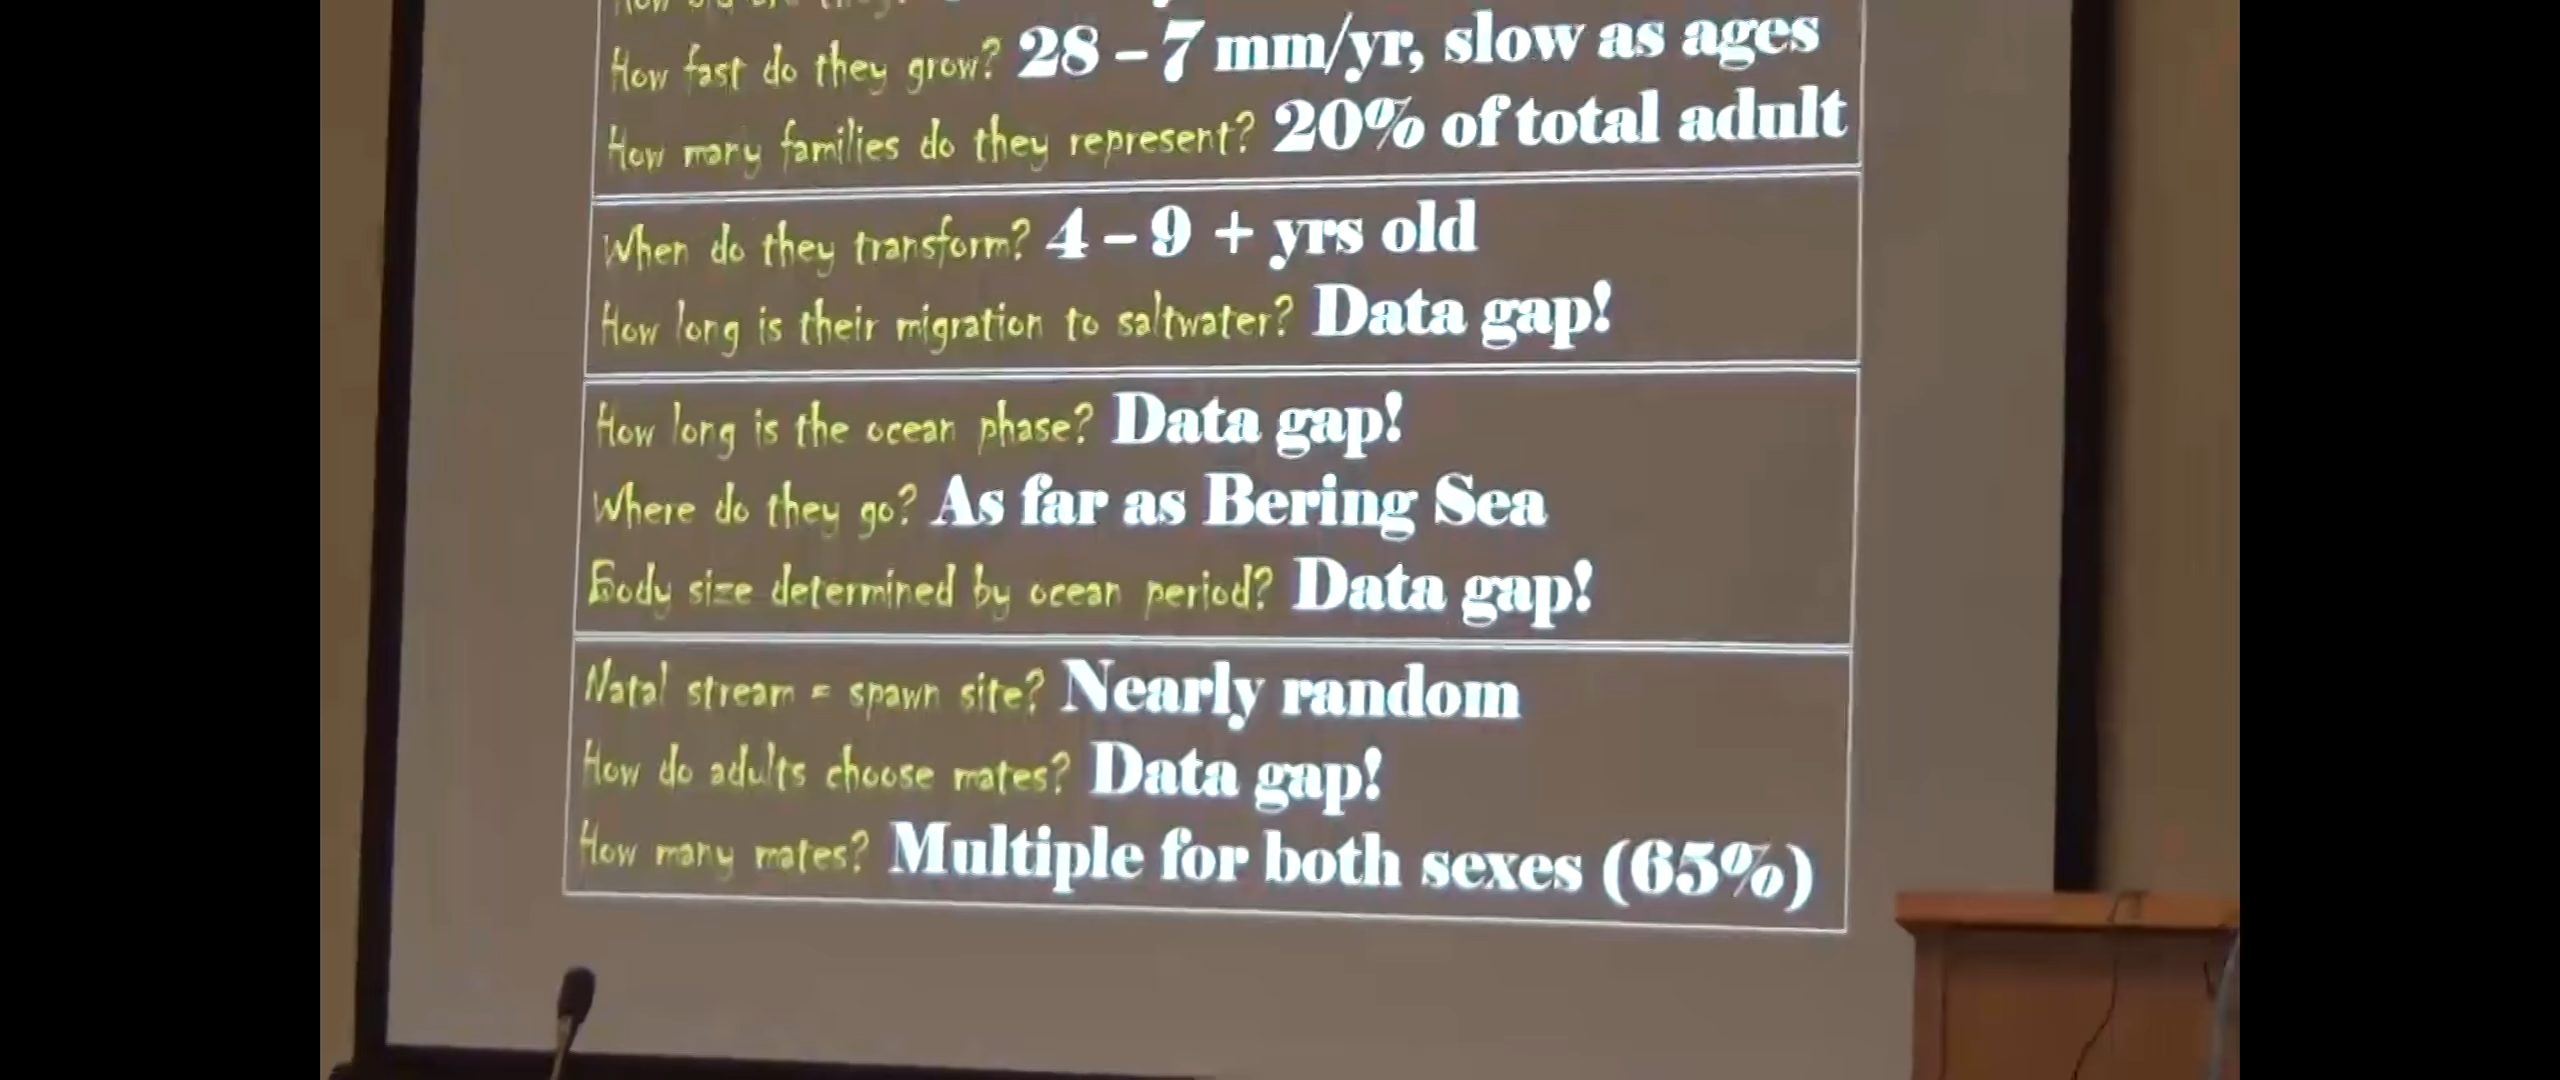 How fast do they grow? 28 – 7 mm/yr, slow as ages
How many families do they represent? 20% of total adult
When do they transform? 4 – 9 + yrs old
How long is their migration to saltwater? Data gap!
How long is the ocean phase? Data gap!
Where do they go? As far as Bering Sea
Body size determined by ocean period? Data gap!
Natal stream = spawn site? Nearly random
How do adults choose mates? Data gap!
How many mates? Multiple for both sexes (65%)